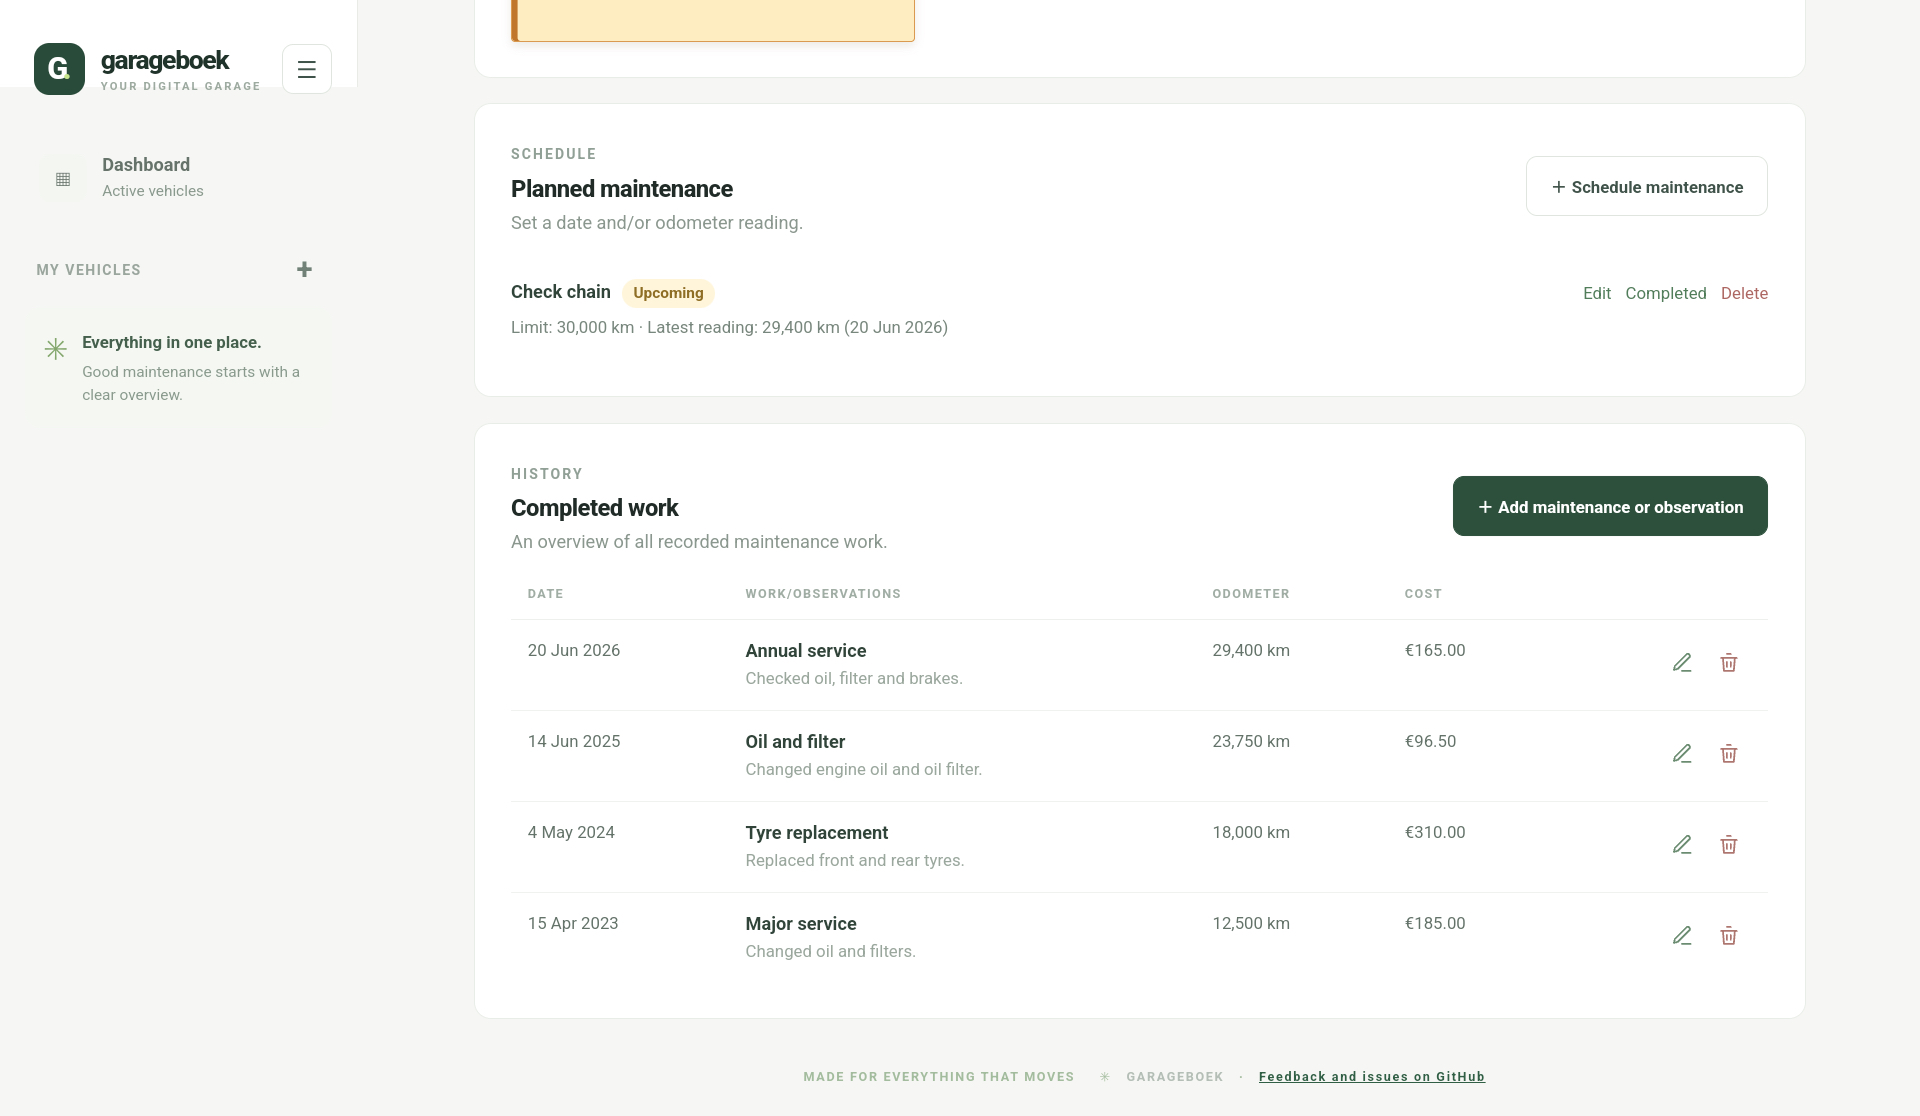 G.
garageboek
YOUR DIGITAL GARAGE
Dashboard
Active vehicles
MY VEHICLES
Everything in one place.
Good maintenance starts with a
clear overview.
SCHEDULE
Planned maintenance
Set a date and/or odometer reading.
+ Schedule maintenance
Check chain Upcoming
Edit Completed Delete
Limit: 30,000 km · Latest reading: 29,400 km (20 Jun 2026)
HISTORY
Completed work
An overview of all recorded maintenance work.
+ Add maintenance or observation
DATE WORK/OBSERVATIONS ODOMETER COST
20 Jun 2026 Annual service 29,400 km €165.00
Checked oil, filter and brakes.
14 Jun 2025 Oil and filter 23,750 km €96.50
Changed engine oil and oil filter.
4 May 2024 Tyre replacement 18,000 km €310.00
Replaced front and rear tyres.
15 Apr 2023 Major service 12,500 km €185.00
Changed oil and filters.
MADE FOR EVERYTHING THAT MOVES ✳ GARAGEBOEK · Feedback and issues on GitHub